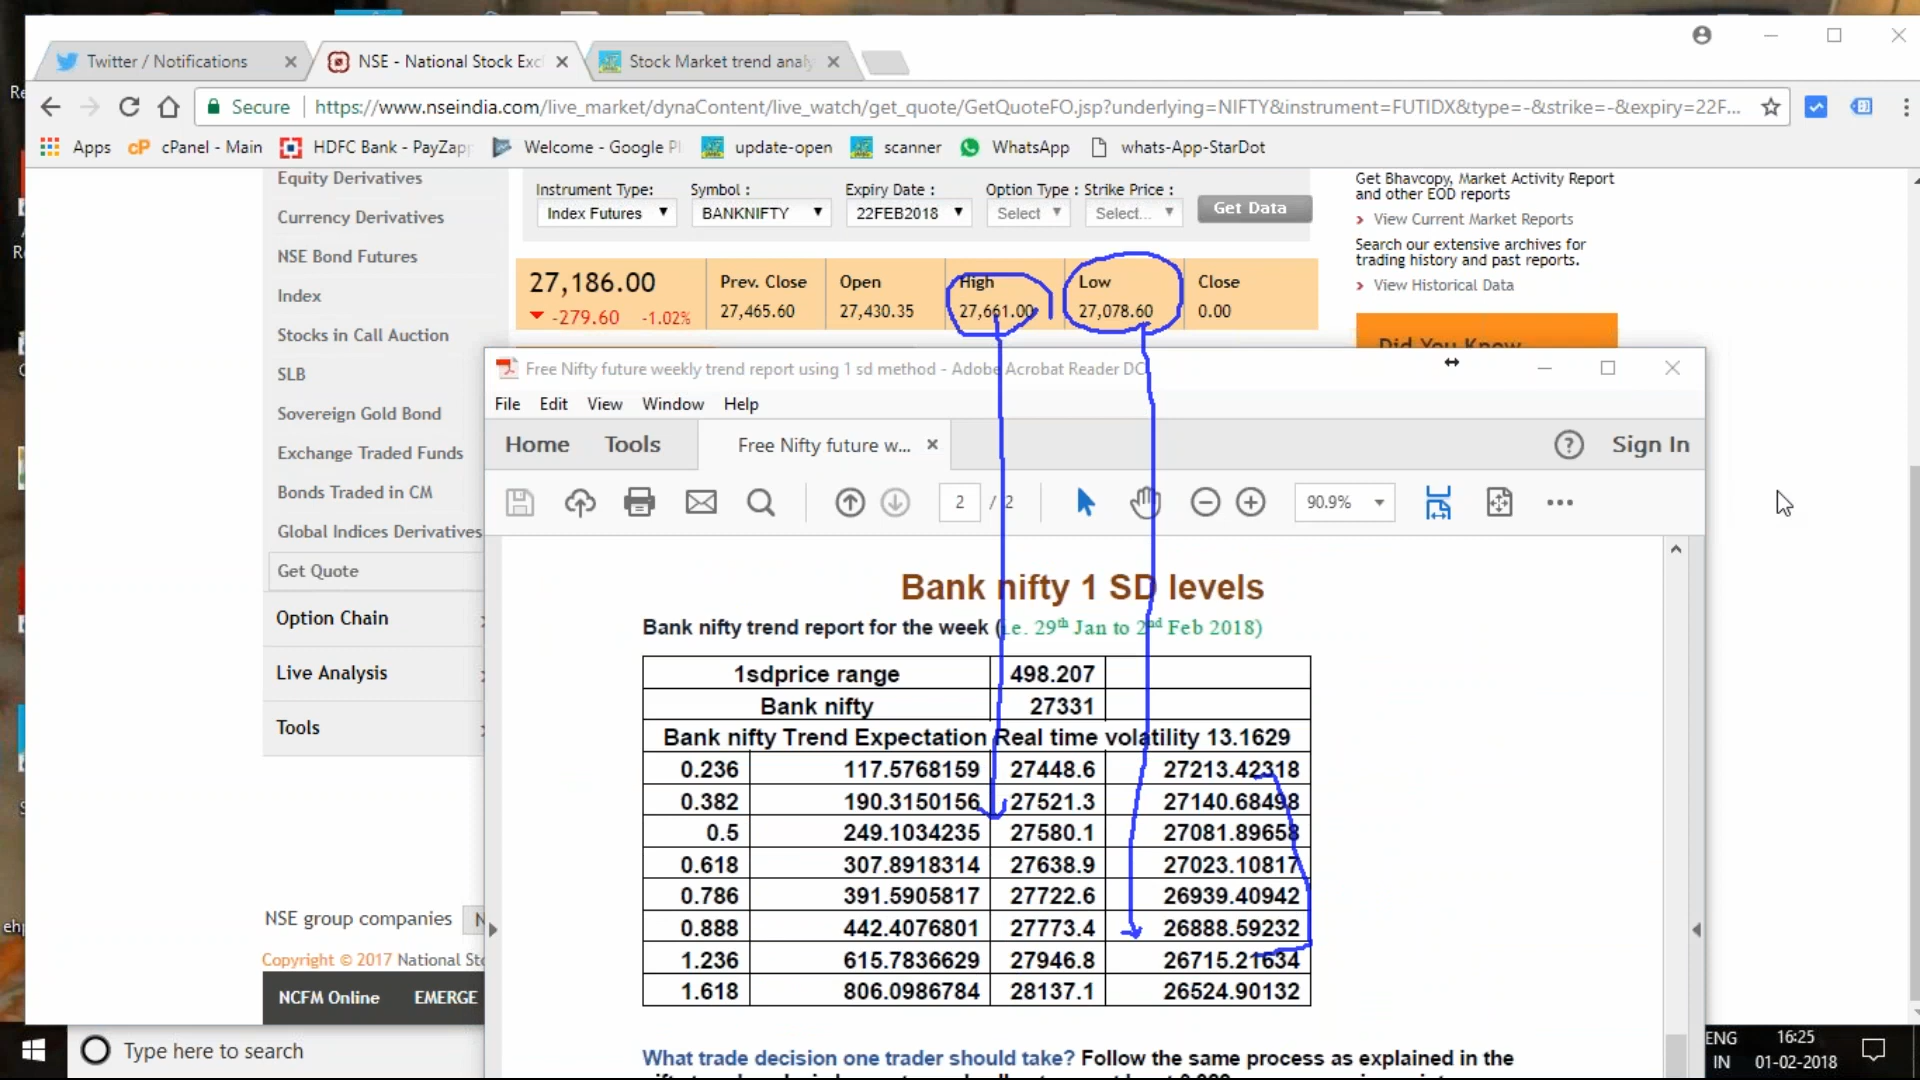 Twitter / Notifications
NSE - National Stock Exc
Stock Market trend analy
Secure
https://www.nseindia.com/live_market/dynaContent/live_watch/get_quote/GetQuoteFO.jsp?underlying=NIFTY&instrument=FUTIDX&type=-&strike=-&expiry=22F...
Apps cPanel - Main HDFC Bank - PayZapp Welcome - Google Pl update-open scanner WhatsApp whats-App-StarDot
Equity Derivatives
Currency Derivatives
NSE Bond Futures
Index
Stocks in Call Auction
SLB
Sovereign Gold Bond
Exchange Traded Funds
Bonds Traded in CM
Global Indices Derivatives
Get Quote
Option Chain
Live Analysis
Tools
Instrument Type: Symbol : Expiry Date : Option Type : Strike Price :
Index Futures BANKNIFTY 22FEB2018 Select Select... Get Data
27,186.00 Prev. Close Open High Low Close
-279.60 -1.02% 27,465.60 27,430.35 27,661.00 27,078.60 0.00
Get Bhavcopy, Market Activity Report
and other EOD reports
View Current Market Reports
Search our extensive archives for
trading history and past reports.
View Historical Data
Did You Know
Free Nifty future weekly trend report using 1 sd method - Adobe Acrobat Reader DC
File Edit View Window Help
Home Tools Free Nifty future w... Sign In
2 / 2 90.9%
Bank nifty 1 SD levels
Bank nifty trend report for the week (i.e. 29th Jan to 2nd Feb 2018)
1sdprice range 498.207
Bank nifty 27331
Bank nifty Trend Expectation Real time volatility 13.1629
0.236 117.5768159 27448.6 27213.42318
0.382 190.3150156 27521.3 27140.68498
0.5 249.1034235 27580.1 27081.89658
0.618 307.8918314 27638.9 27023.10817
0.786 391.5905817 27722.6 26939.40942
0.888 442.4076801 27773.4 26888.59232
1.236 615.7836629 27946.8 26715.21634
1.618 806.0986784 28137.1 26524.90132
What trade decision one trader should take? Follow the same process as explained in the
NSE group companies N
Copyright © 2017 National Sto
NCFM Online EMERGE
Type here to search
ENG
IN
16:25
01-02-2018